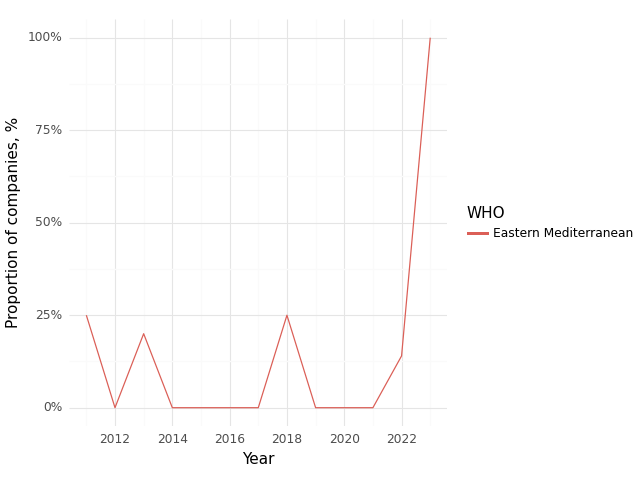 100%
75%
50%
25%
0%
Proportion of companies, %
2012 2014 2016 2018 2020 2022
Year
WHO
Eastern Mediterranean